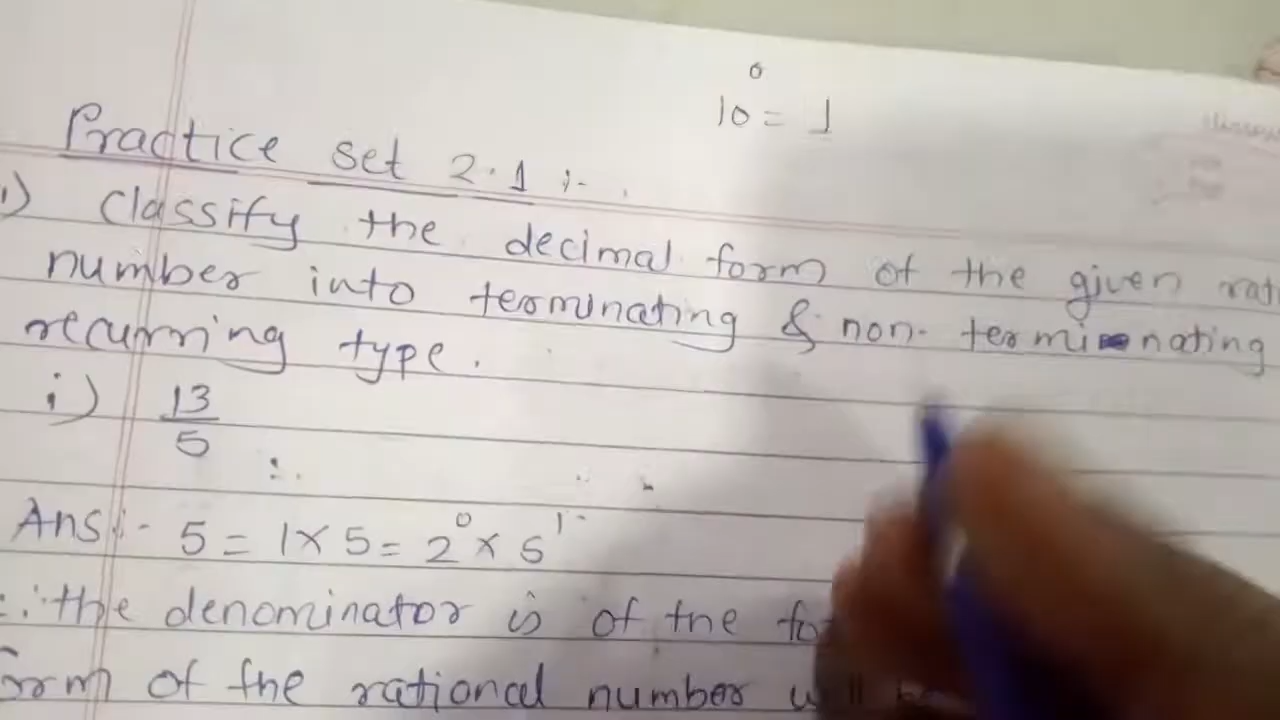 10⁰ = 1
Practice set 2.1 :-
1) Classify the decimal form of the given
number into terminating & non-terminating
recurring type.
i) 13/5
Ans:- 5 = 1 × 5 = 2⁰ × 5¹
∴ the denominator is of the
form of the rational number